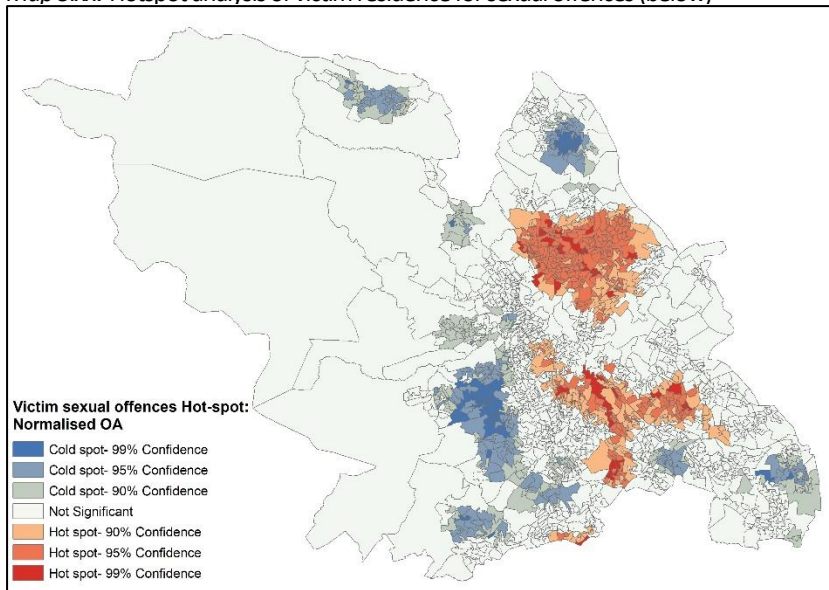 Victim sexual offences Hot-spot:
Normalised OA
Cold spot- 99% Confidence
Cold spot- 95% Confidence
Cold spot- 90% Confidence
Not Significant
Hot spot- 90% Confidence
Hot spot- 95% Confidence
Hot spot- 99% Confidence